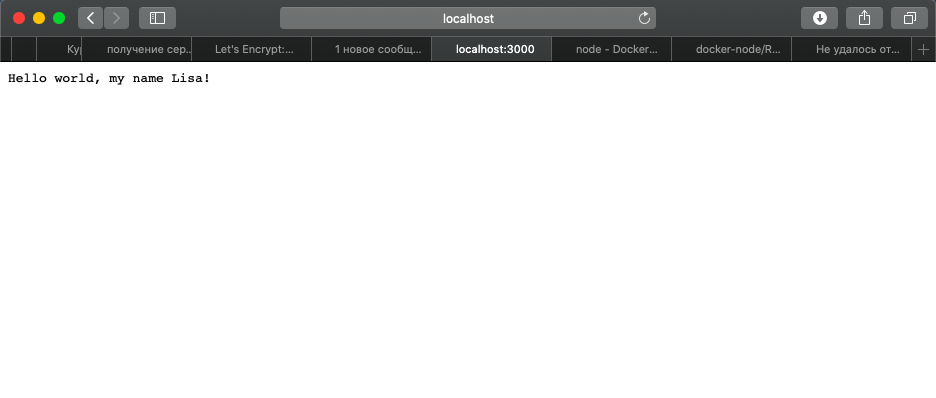 localhost
Ку
получение сер...
Let's Encrypt:...
1 новое сообщ...
localhost:3000
node - Docker...
docker-node/R...
Не удалось от...
Hello world, my name Lisa!